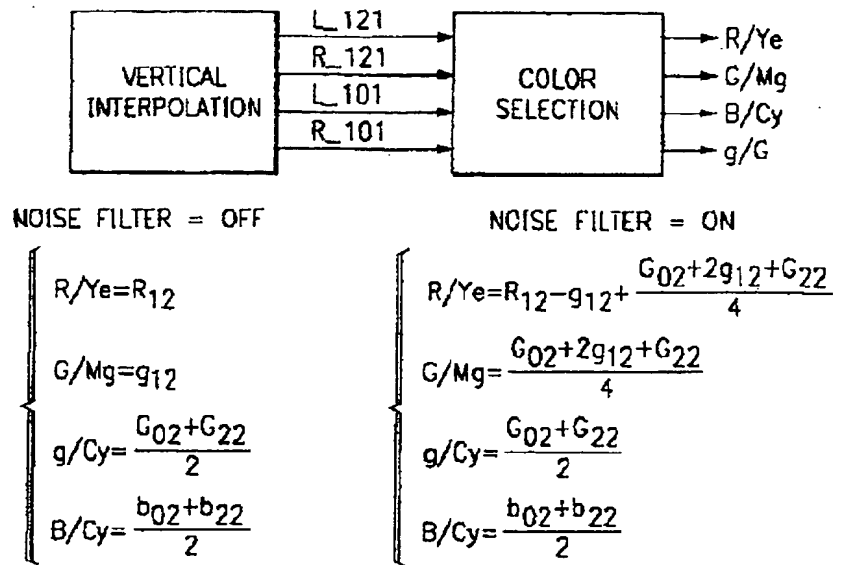 L_121
R_121
L_101
R_101
VERTICAL
INTERPOLATION
COLOR
SELECTION
R/Ye
G/Mg
B/Cy
g/G
NOISE FILTER = OFF
R/Ye=R12
G/Mg=g12
g/Cy=(G02+G22)/2
B/Cy=(b02+b22)/2
NOISE FILTER = ON
R/Ye=R12-g12+(G02+2g12+G22)/4
G/Mg=(G02+2g12+G22)/4
g/Cy=(G02+G22)/2
B/Cy=(b02+b22)/2